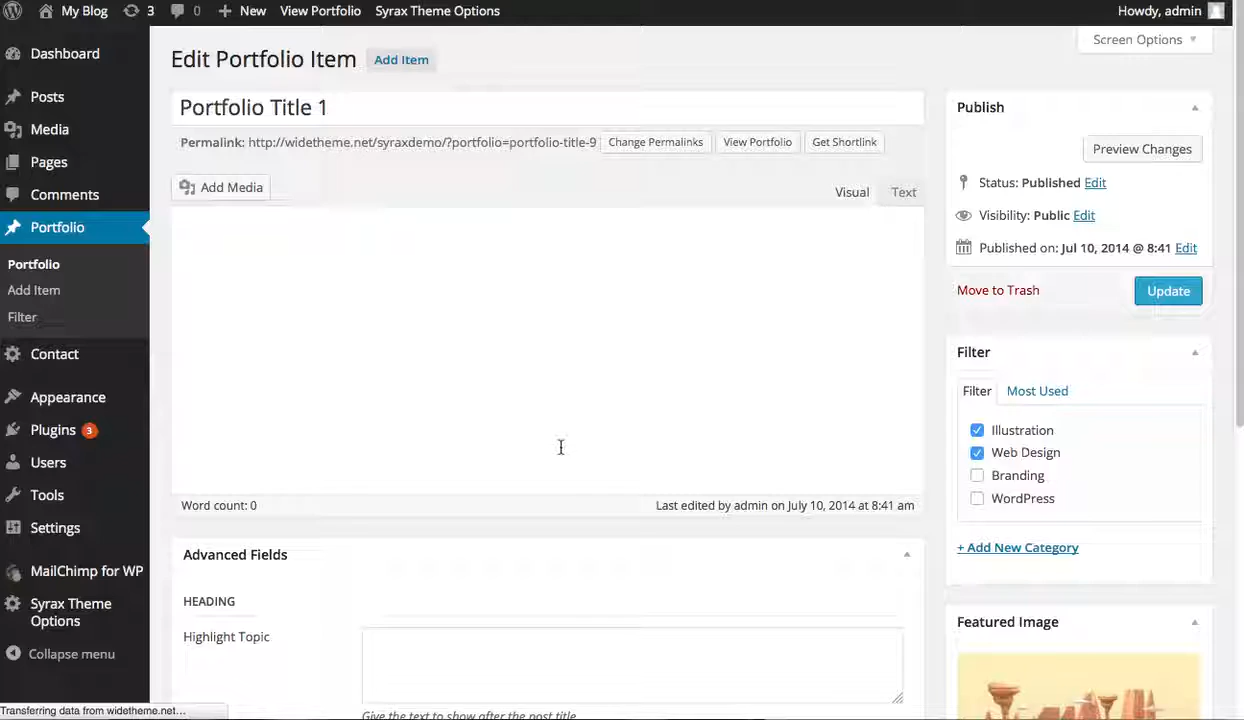 My Blog 3 0 New View Portfolio Syrax Theme Options Howdy, admin
Screen Options
Dashboard
Posts
Media
Pages
Comments
Portfolio
Portfolio
Add Item
Filter
Contact
Appearance
Plugins 3
Users
Tools
Settings
MailChimp for WP
Syrax Theme
Options
Collapse menu
Edit Portfolio Item Add Item
Portfolio Title 1
Permalink: http://widetheme.net/syraxdemo/?portfolio=portfolio-title-9 Change Permalinks View Portfolio Get Shortlink
Add Media
Visual Text
Word count: 0 Last edited by admin on July 10, 2014 at 8:41 am
Advanced Fields
HEADING
Highlight Topic
Give the text to show after the post title
Publish
Preview Changes
Status: Published Edit
Visibility: Public Edit
Published on: Jul 10, 2014 @ 8:41 Edit
Move to Trash Update
Filter
Filter Most Used
Illustration
Web Design
Branding
WordPress
+ Add New Category
Featured Image
Transferring data from widetheme.net...